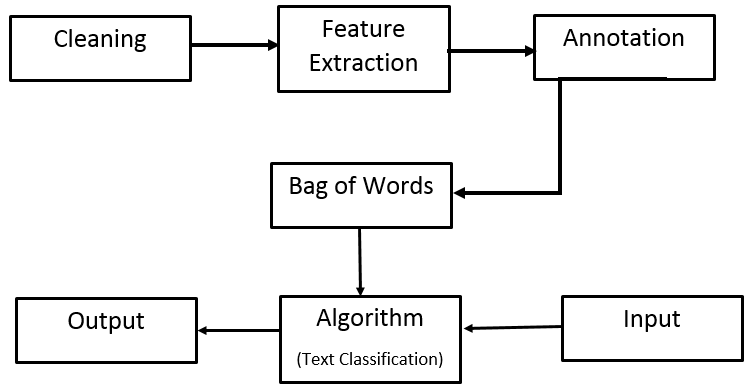 Cleaning
Feature
Extraction
Annotation
Bag of Words
Output
Algorithm
(Text Classification)
Input